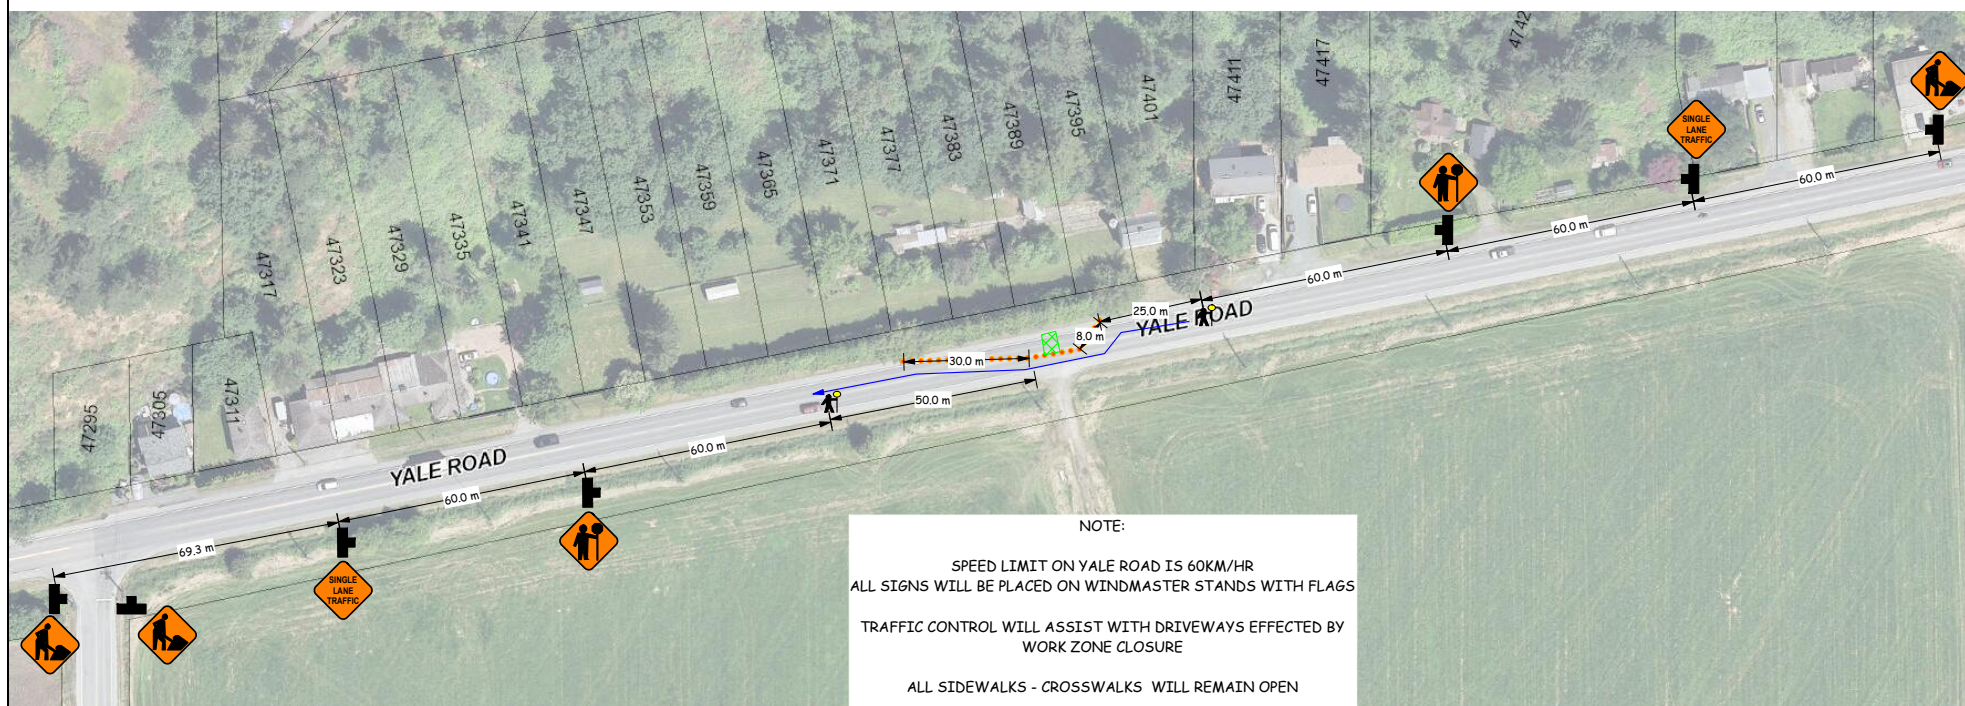 4742
47417
47411
47401
47395
47389
47383
47377
47371
47365
47359
47353
47347
47341
47335
47329
47323
47317
47311
47305
47295
SINGLE
LANE
TRAFFIC
60.0 m
60.0 m
60.0 m
25.0 m
YALE ROAD
8.0 m
30.0 m
50.0 m
60.0 m
YALE ROAD
60.0 m
69.3 m
SINGLE
LANE
TRAFFIC
NOTE:
SPEED LIMIT ON YALE ROAD IS 60KM/HR
ALL SIGNS WILL BE PLACED ON WINDMASTER STANDS WITH FLAGS
TRAFFIC CONTROL WILL ASSIST WITH DRIVEWAYS EFFECTED BY
WORK ZONE CLOSURE
ALL SIDEWALKS - CROSSWALKS WILL REMAIN OPEN